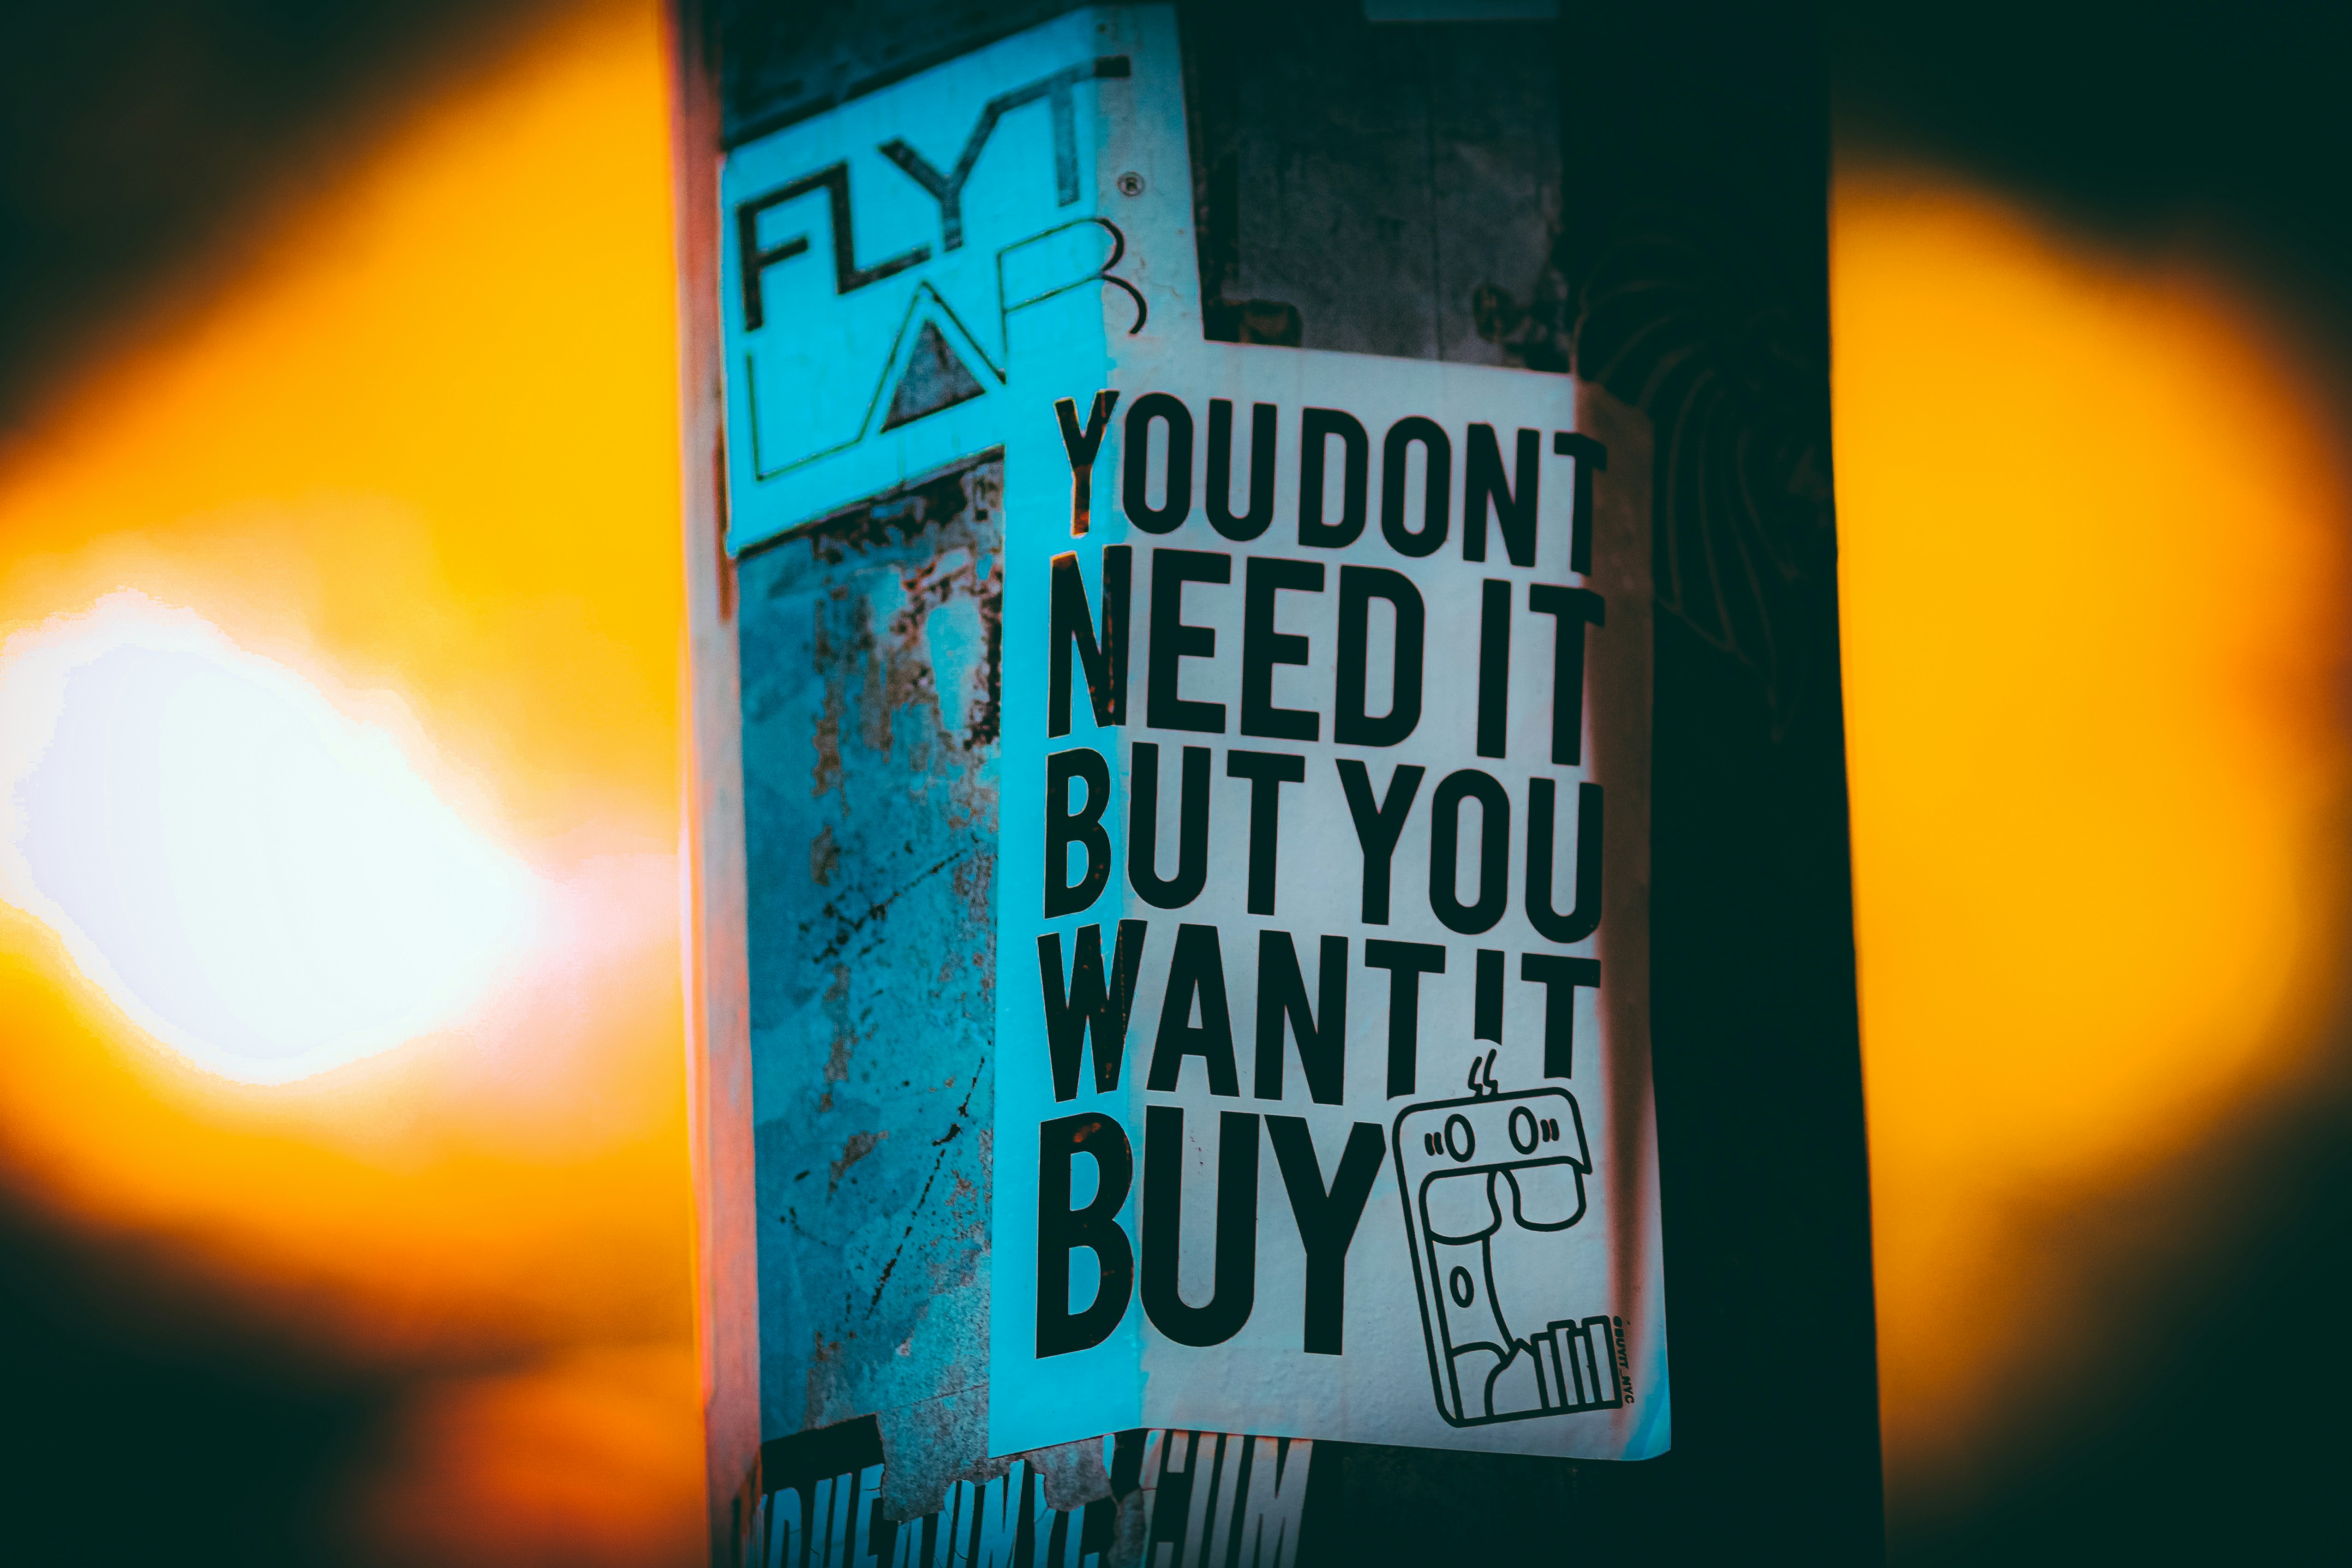 FLYT
LAB
®
YOU DONT
NEED IT
BUT YOU
WANT IT
BUY
@BUYIT_NYC